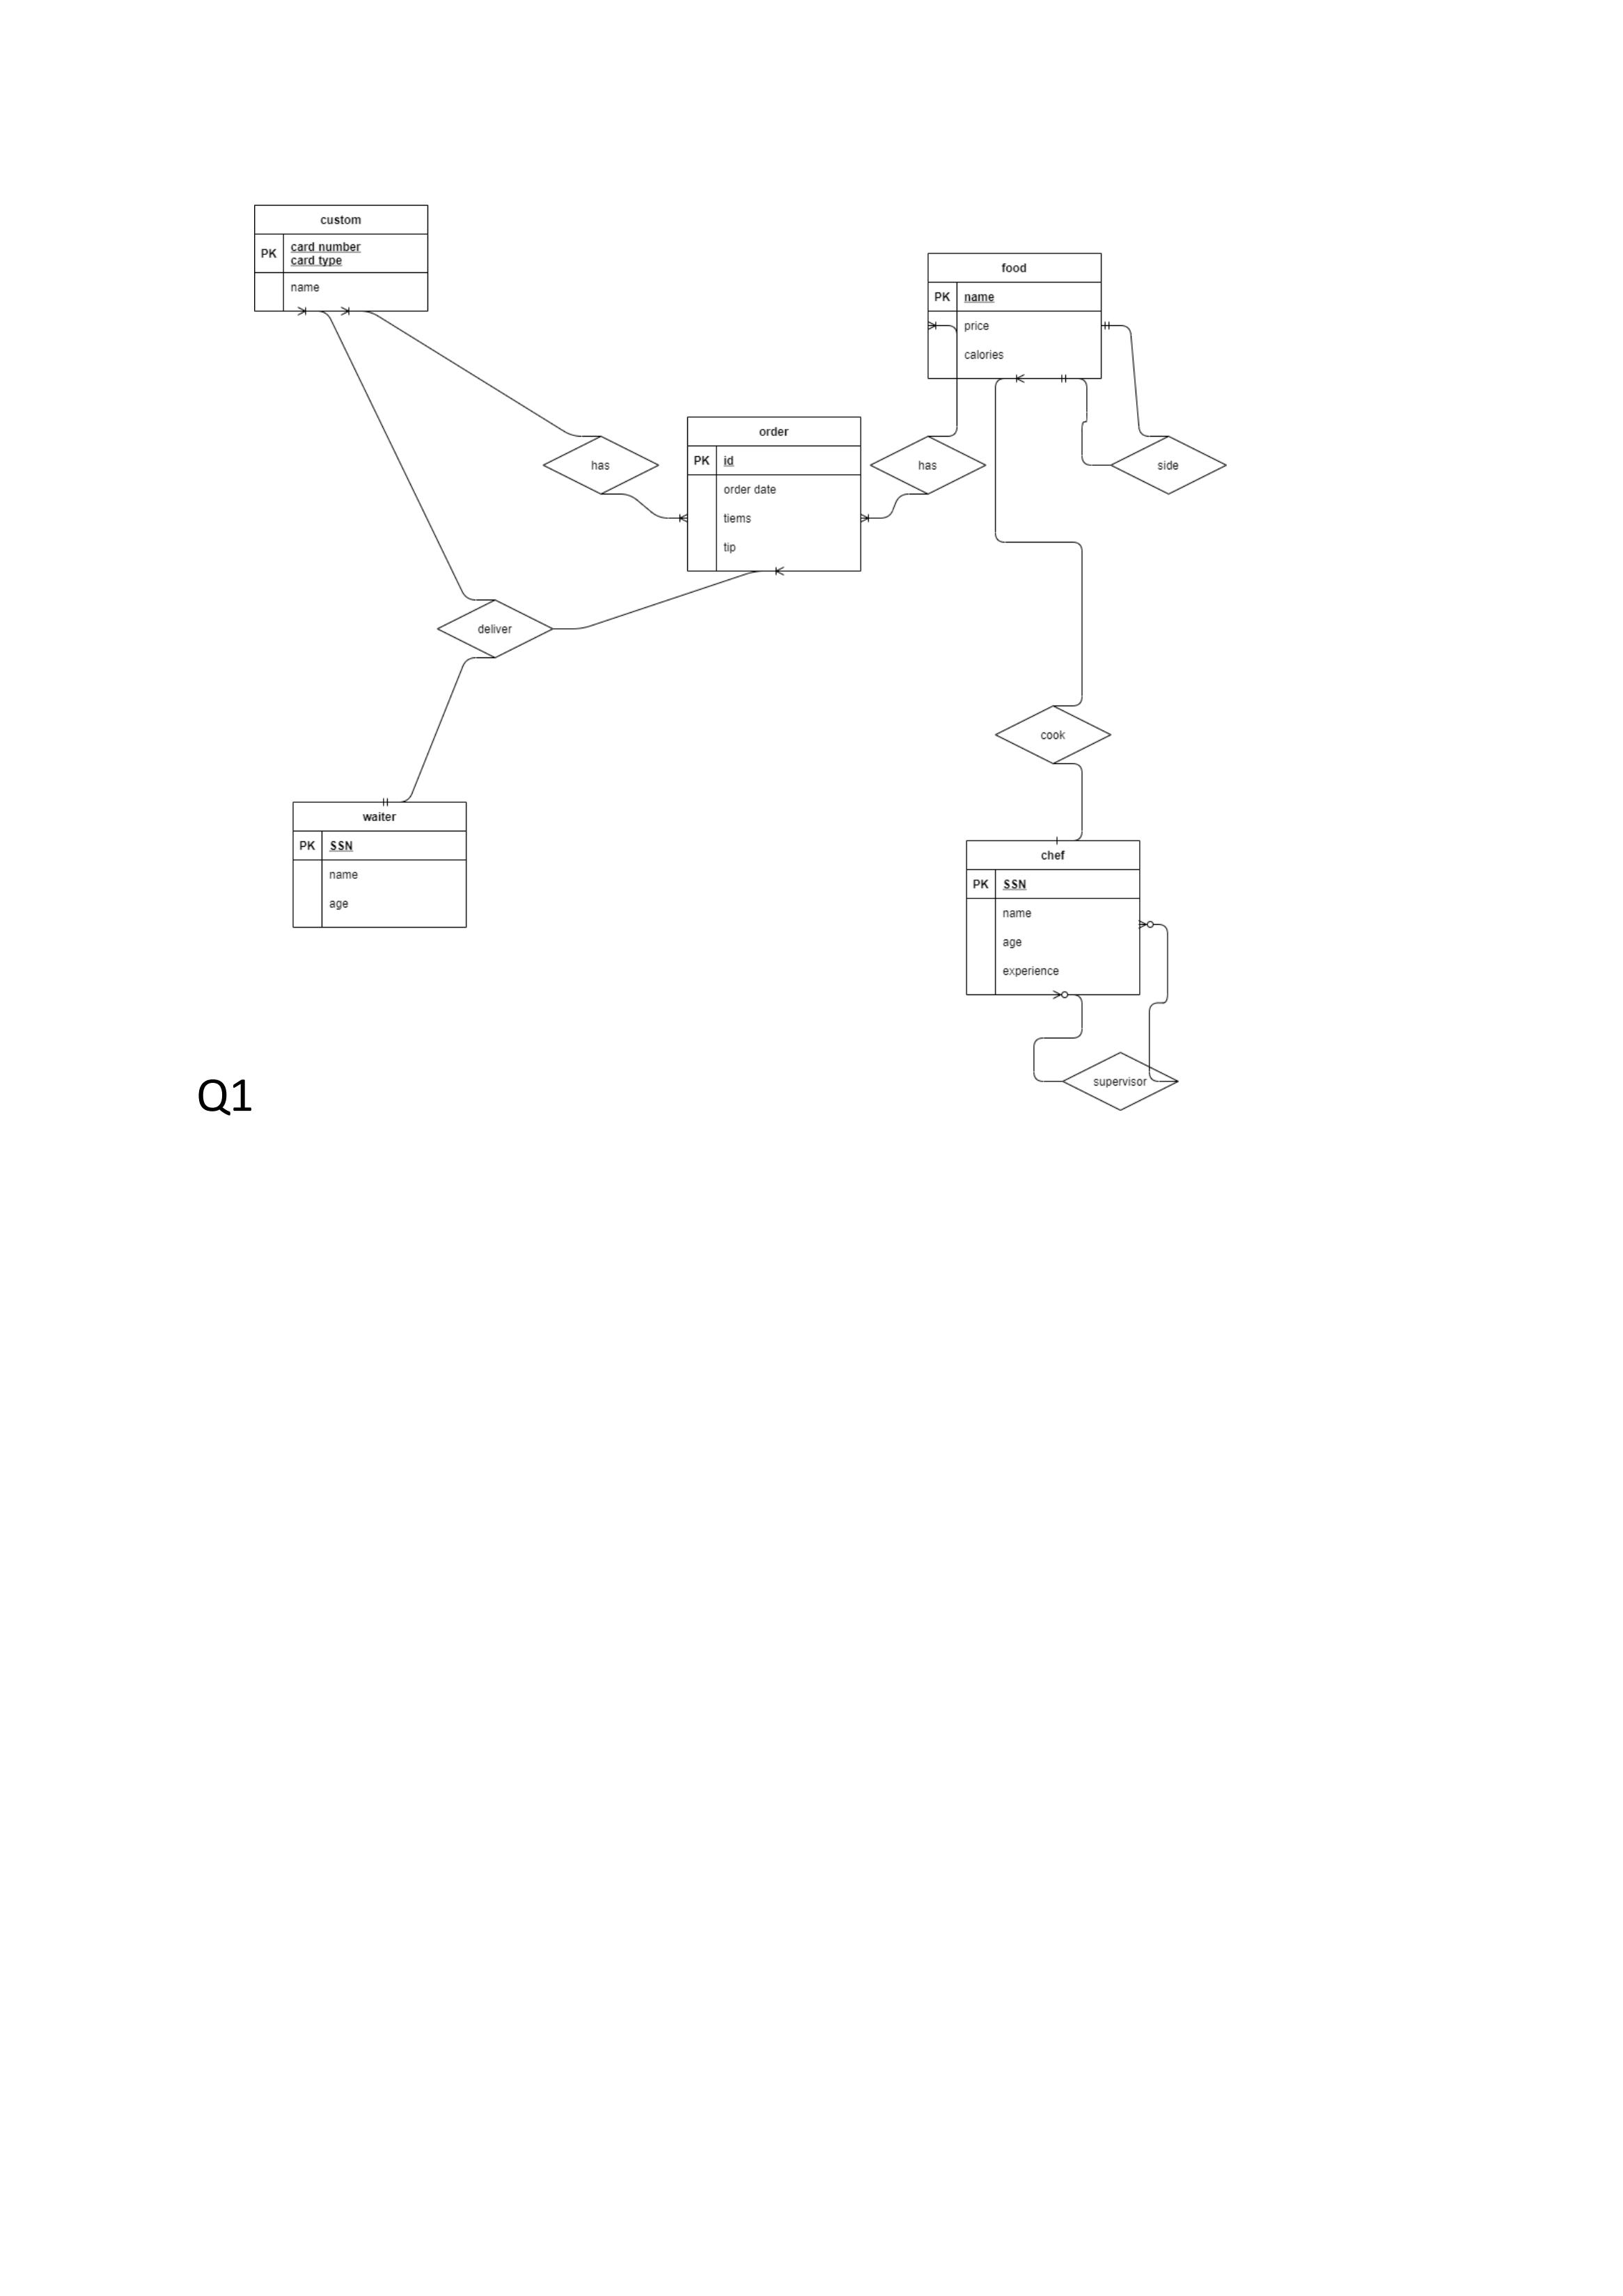 custom
PK
card number
card type
name
food
PK name
price
calories
order
PK id
order date
tiems
tip
has
has
side
deliver
cook
waiter
PK SSN
name
age
chef
PK SSN
name
age
experience
supervisor
Q1